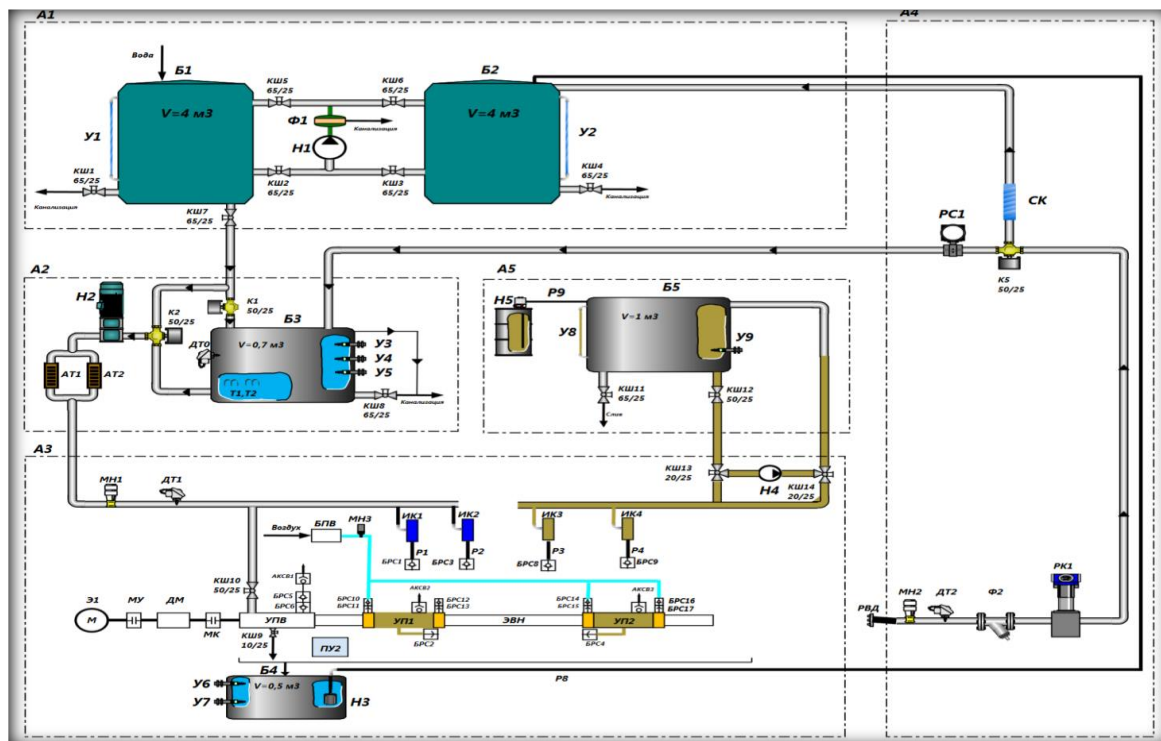 А1
А4
Вода
Б1
V=4 м3
У1
КШ1
65/25
Канализация
КШ5
65/25
КШ6
65/25
Ф1
Канализация
Н1
КШ2
65/25
КШ3
65/25
Б2
V=4 м3
У2
КШ4
65/25
Канализация
КШ7
65/25
СК
РС1
К5
50/25
А2
Н2
К2
50/25
К1
50/25
Б3
V=0,7 м3
ДТ0
Т1,Т2
У3
У4
У5
КШ8
65/25
Канализация
АТ1
АТ2
А5
Н5
Р9
Б5
V=1 м3
У8
У9
КШ11
65/25
Слив
КШ12
50/25
КШ13
20/25
Н4
КШ14
20/25
А3
МН1
ДТ1
Воздух
БПВ
МН3
ИК1
Р1
БРС1
ИК2
Р2
БРС3
ИК3
Р3
БРС8
ИК4
Р4
БРС9
КШ10
50/25
АКСВ1
БРС5
БРС6
БРС10
БРС11
АКСВ2
БРС12
БРС13
БРС14
БРС15
АКСВ3
БРС16
БРС17
Э1
М
МУ
ДМ
МК
УПВ
УП1
ЭВН
УП2
БРС2
БРС4
КШ9
10/25
ПУ2
Б4
V=0,5 м3
У6
У7
Н3
Р8
РВД
МН2
ДТ2
Ф2
РК1